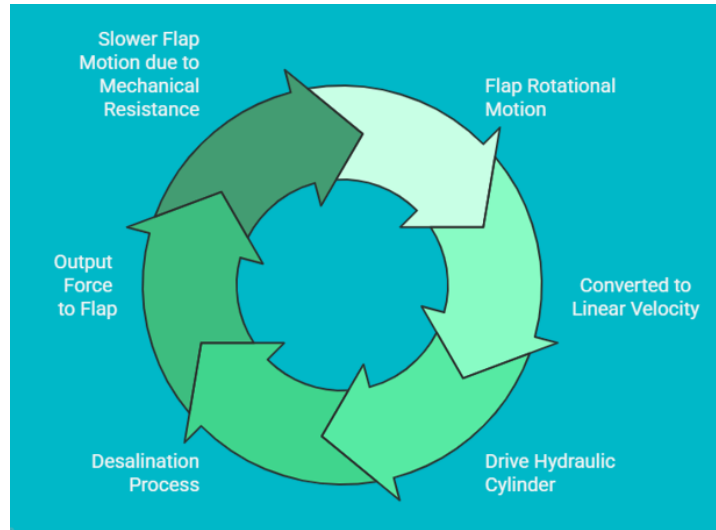 Slower Flap
Motion due to
Mechanical
Resistance
Flap Rotational
Motion
Converted to
Linear Velocity
Drive Hydraulic
Cylinder
Desalination
Process
Output
Force
to Flap